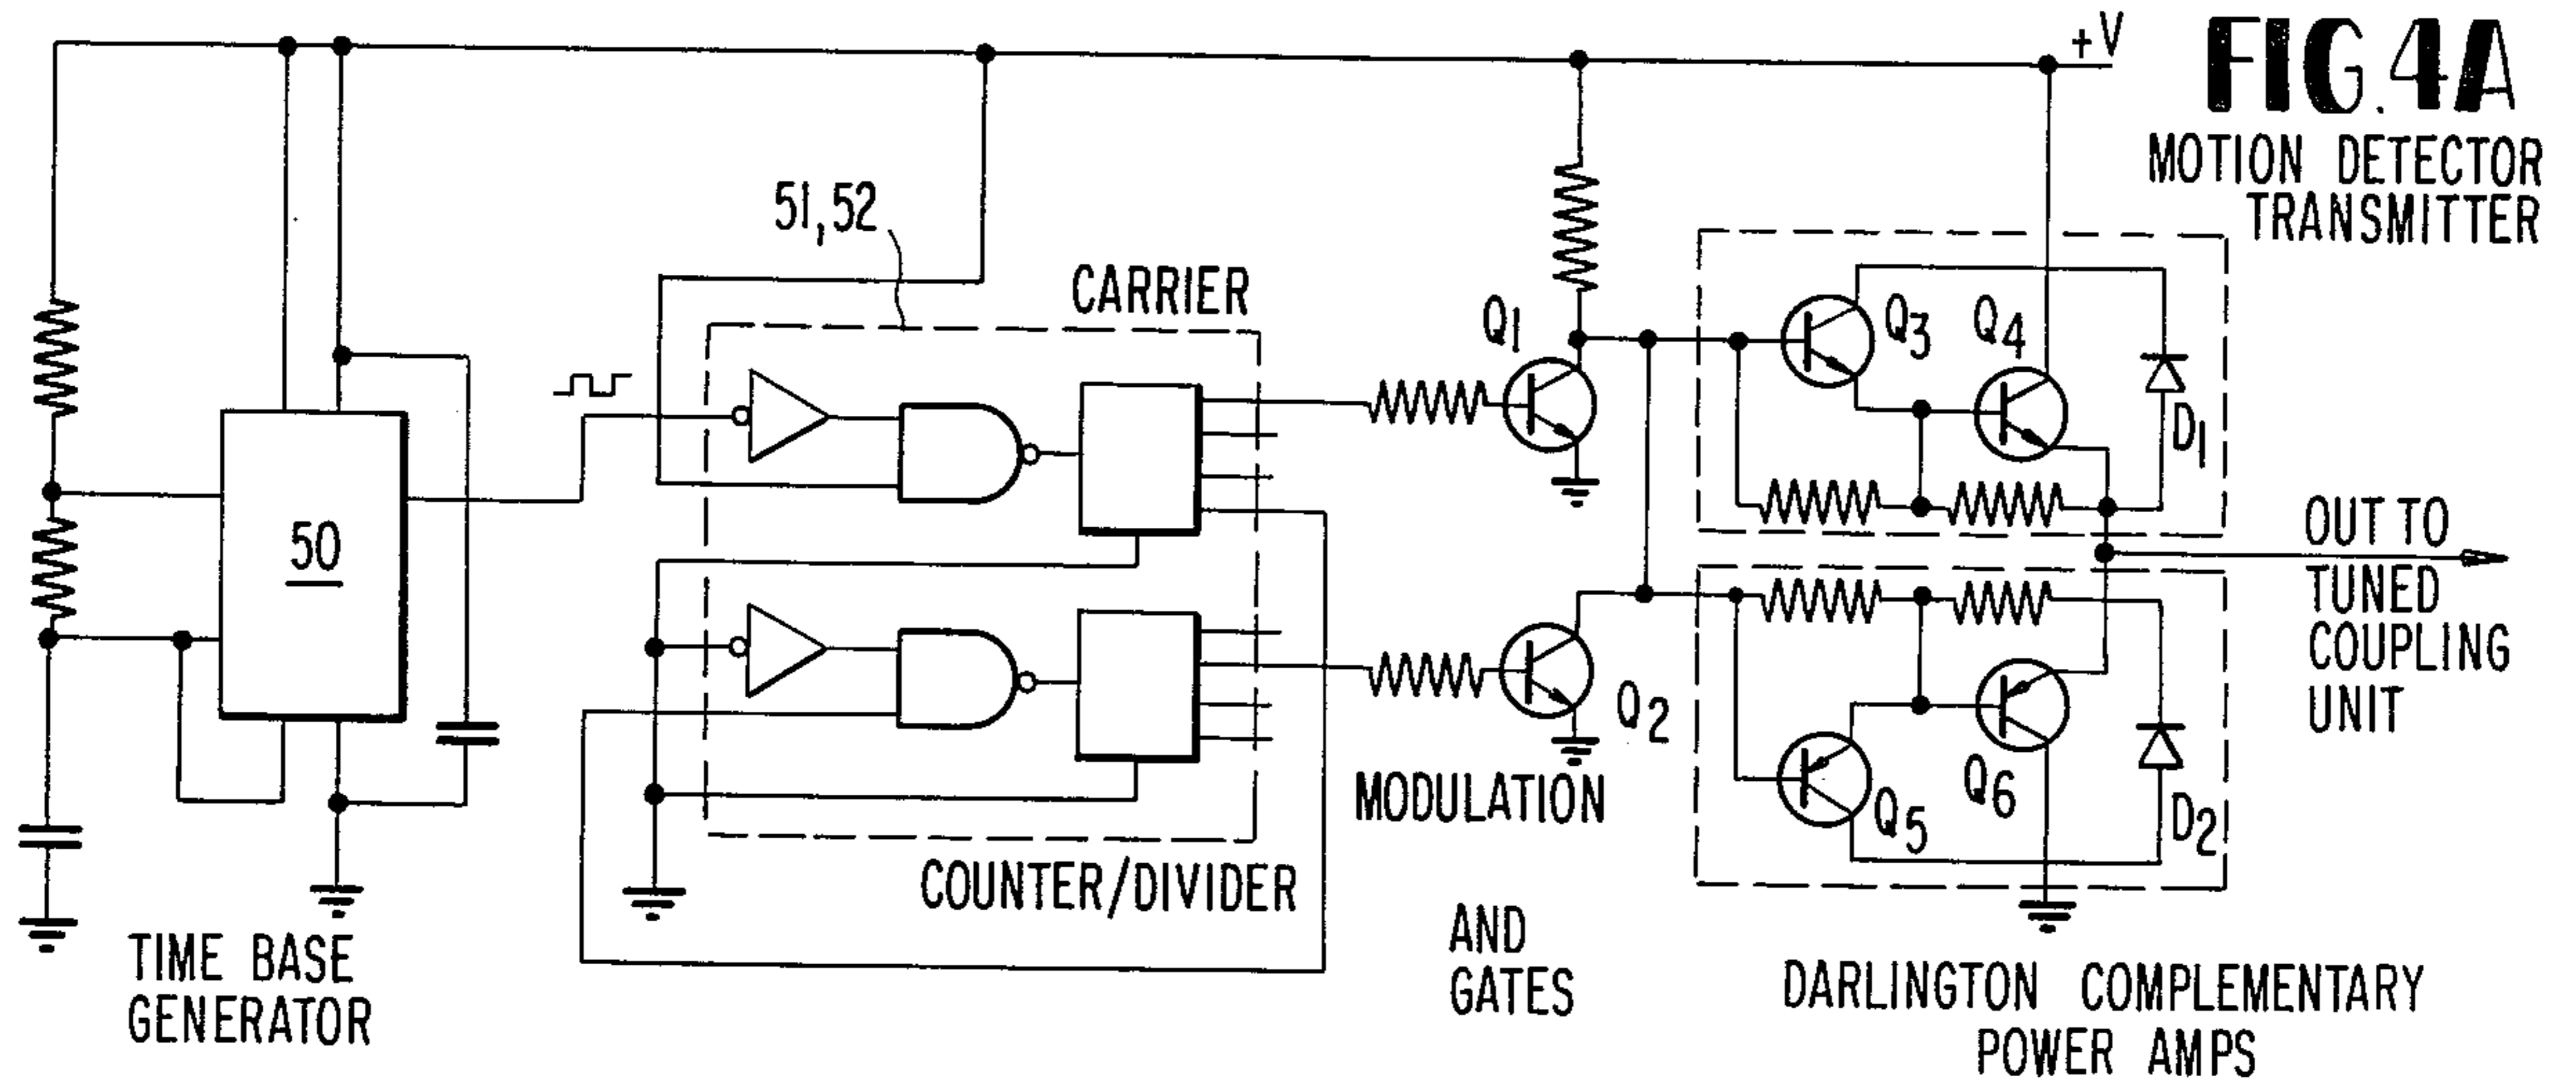 +V
FIG.4A
MOTION DETECTOR
TRANSMITTER
51,52
CARRIER
Q1
Q3
Q4
D1
50
OUT TO
TUNED
COUPLING
UNIT
Q2
MODULATION
Q5
Q6
D2
COUNTER/DIVIDER
AND
GATES
TIME BASE
GENERATOR
DARLINGTON COMPLEMENTARY
POWER AMPS